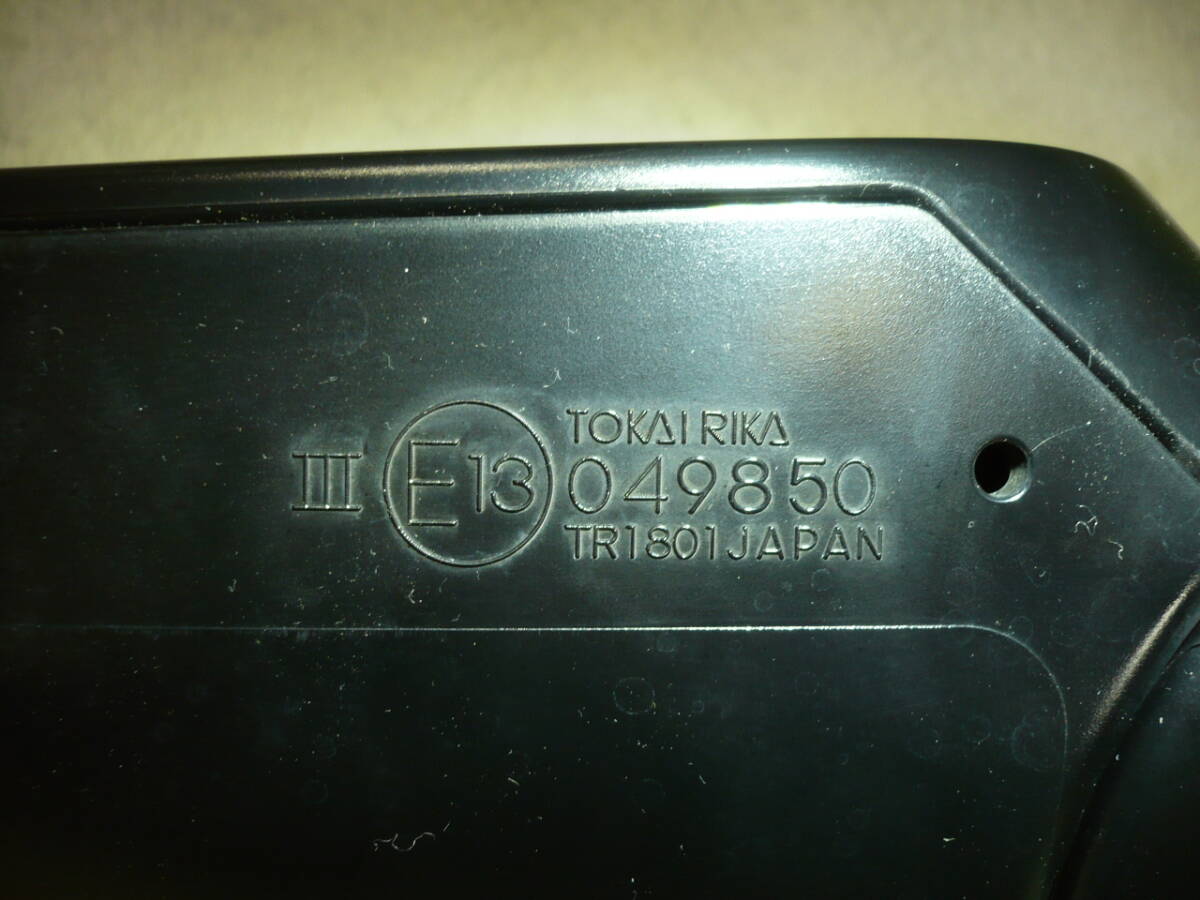 TOKAI RIKA
III E13 049850
TR1801 JAPAN